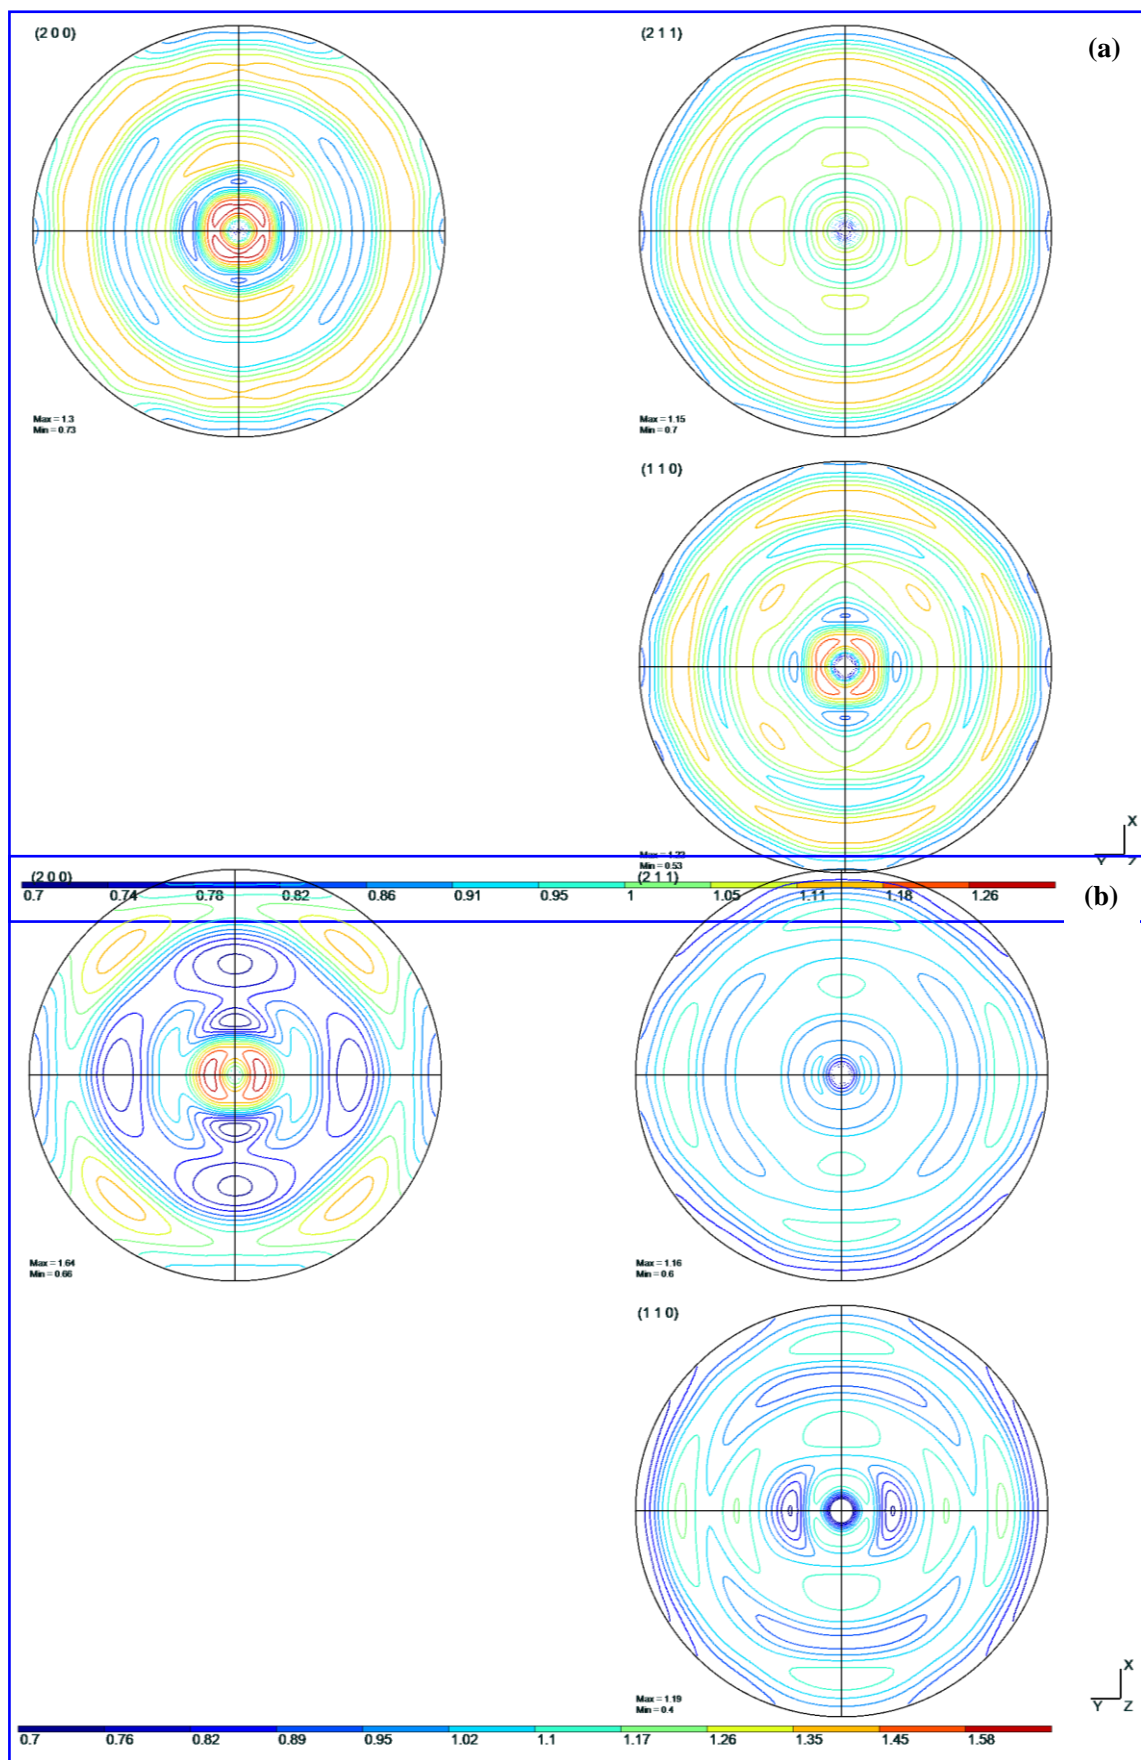 {2 0 0}
{2 1 1}
(a)
Max = 1.3
Min = 0.73
Max = 1.15
Min = 0.7
{1 1 0}
X
Y Z
Max = 1.23
Min = 0.53
{2 0 0}
{2 1 1}
0.7 0.74 0.78 0.82 0.86 0.91 0.95 1 1.05 1.11 1.18 1.26
(b)
Max = 1.64
Min = 0.66
Max = 1.16
Min = 0.6
{1 1 0}
X
Y Z
Max = 1.19
Min = 0.4
0.7 0.76 0.82 0.89 0.95 1.02 1.1 1.17 1.26 1.35 1.45 1.58